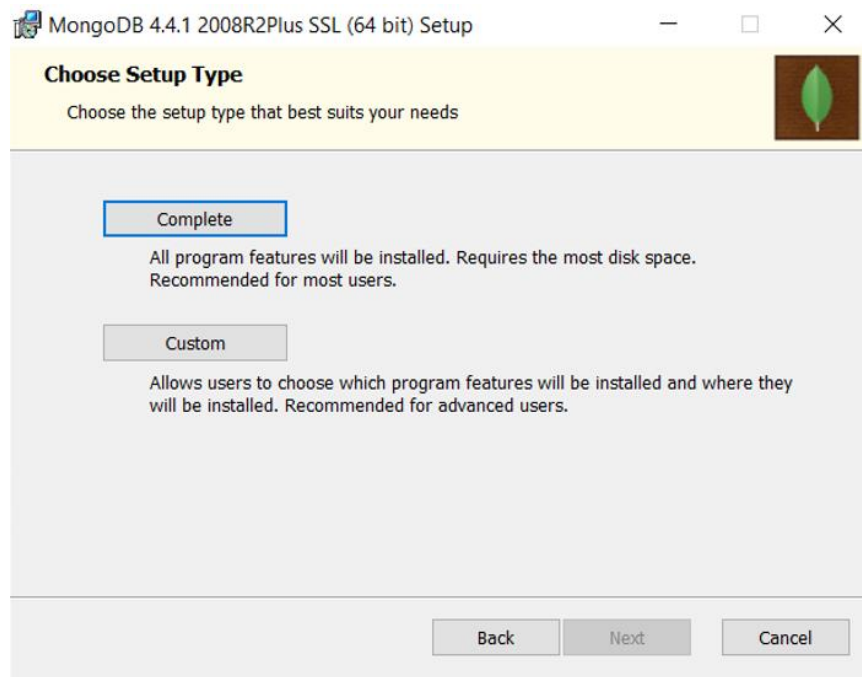 MongoDB 4.4.1 2008R2Plus SSL (64 bit) Setup
Choose Setup Type
Choose the setup type that best suits your needs
Complete
All program features will be installed. Requires the most disk space.
Recommended for most users.
Custom
Allows users to choose which program features will be installed and where they
will be installed. Recommended for advanced users.
Back Next Cancel